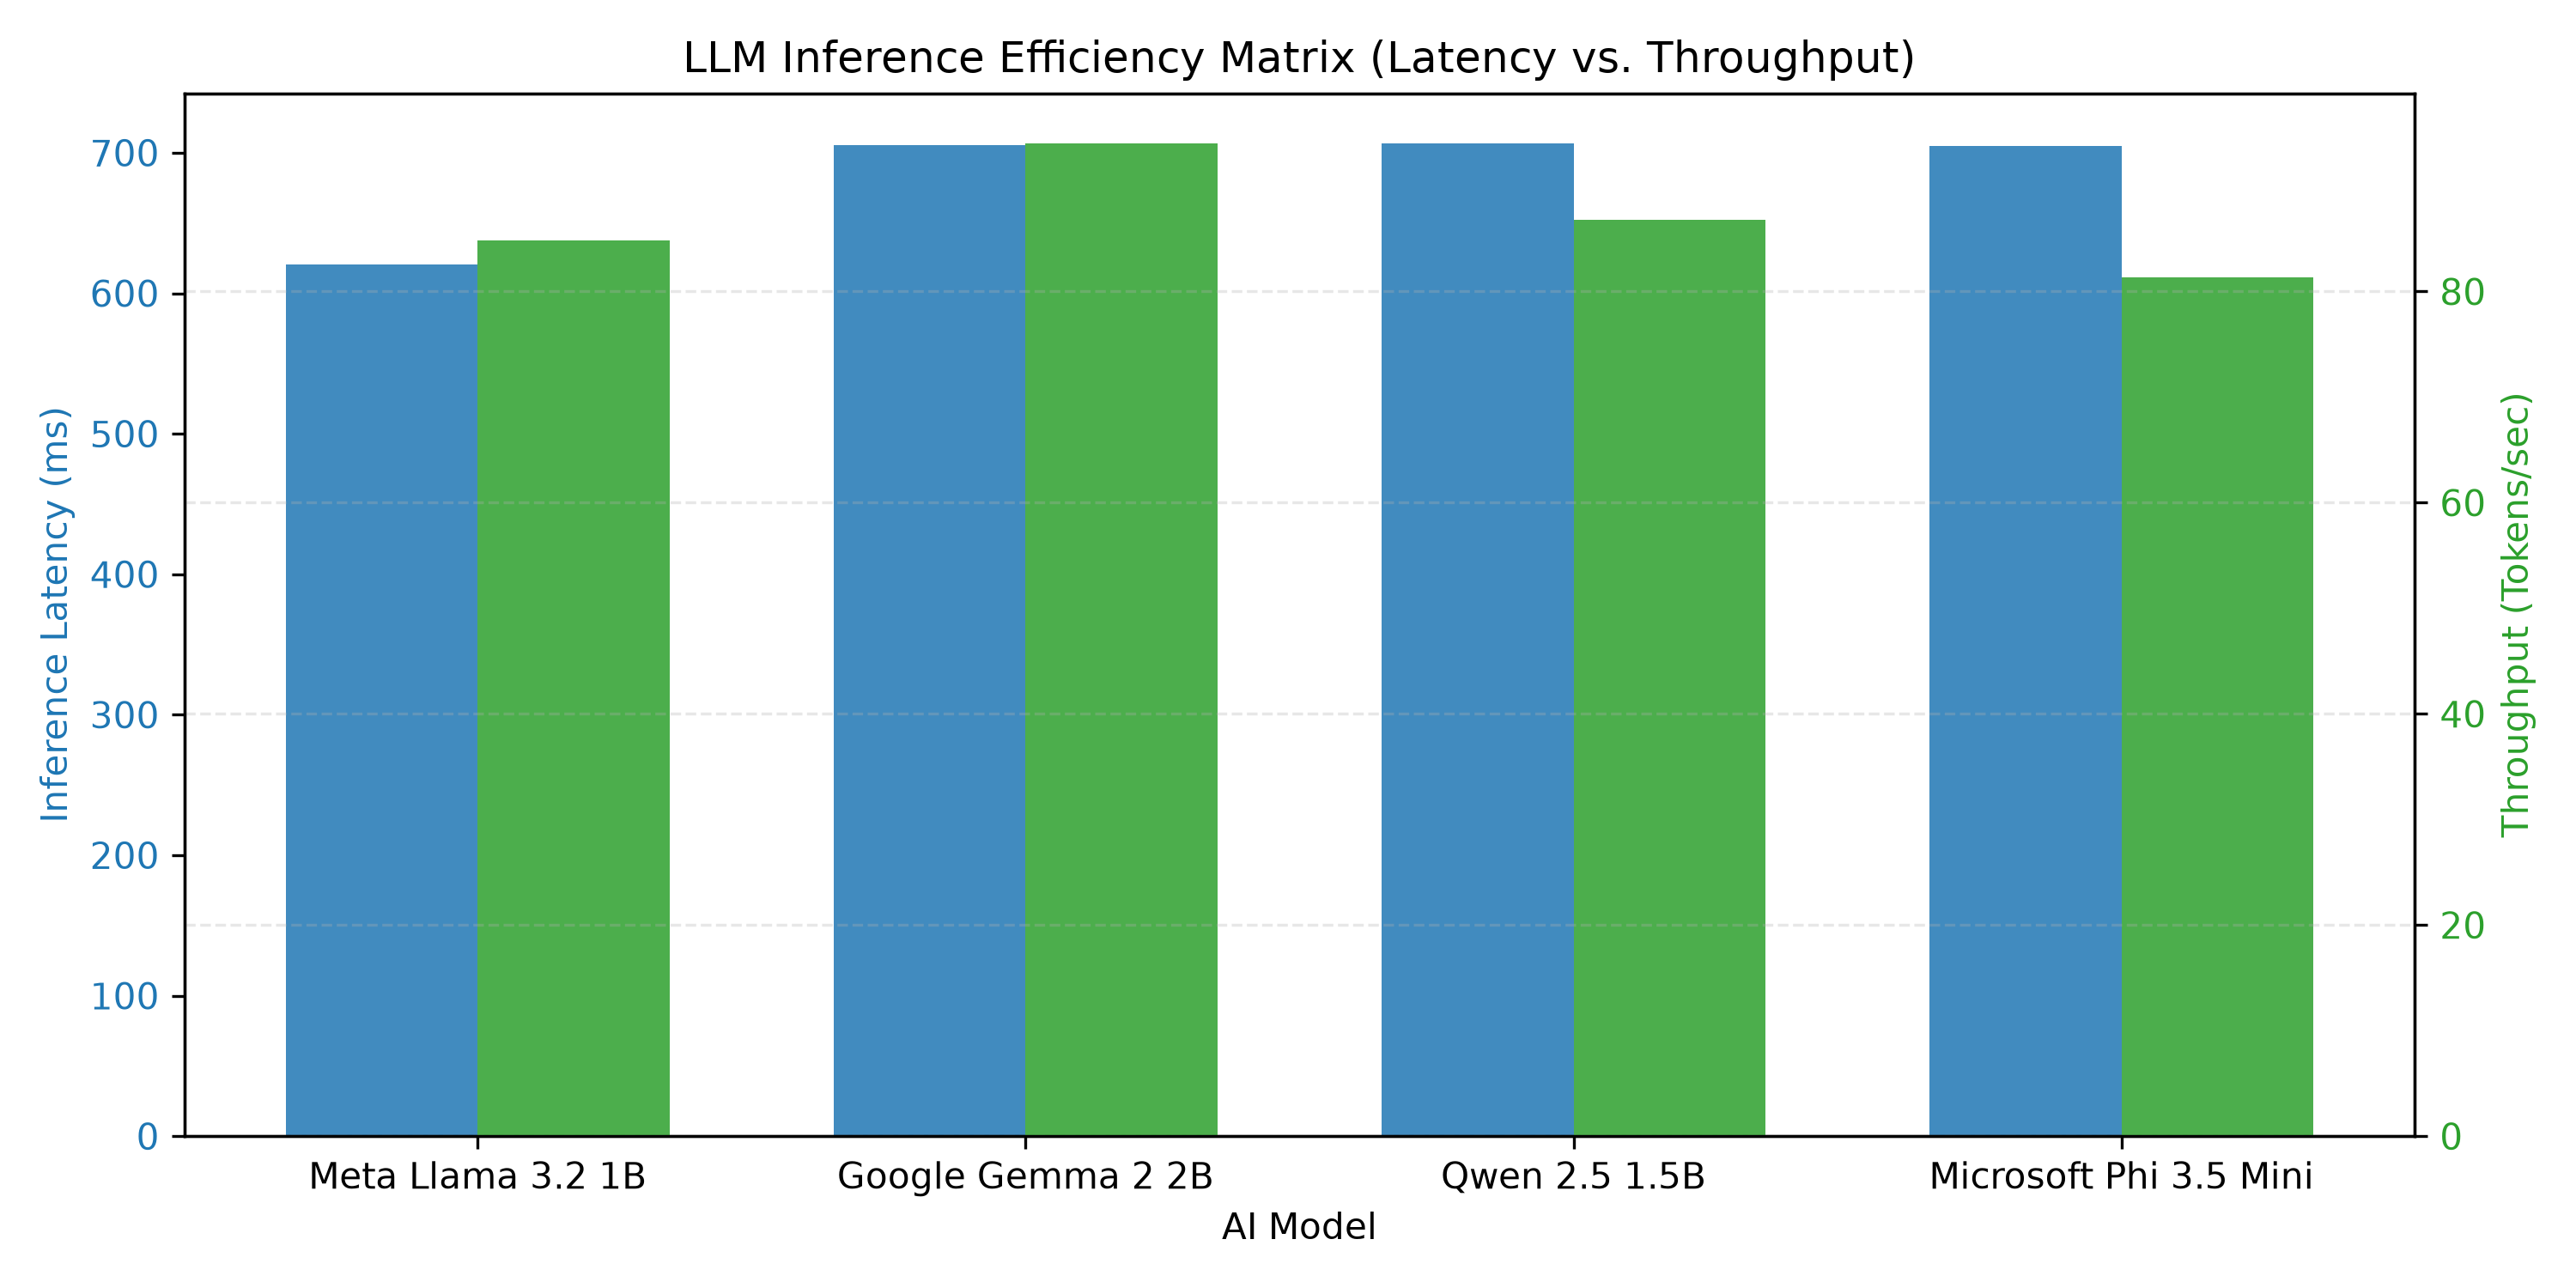 LLM Inference Efficiency Matrix (Latency vs. Throughput)
Inference Latency (ms)
700
600
500
400
300
200
100
0
80
60
40
20
0
Throughput (Tokens/sec)
Meta Llama 3.2 1B
Google Gemma 2 2B
Qwen 2.5 1.5B
Microsoft Phi 3.5 Mini
AI Model